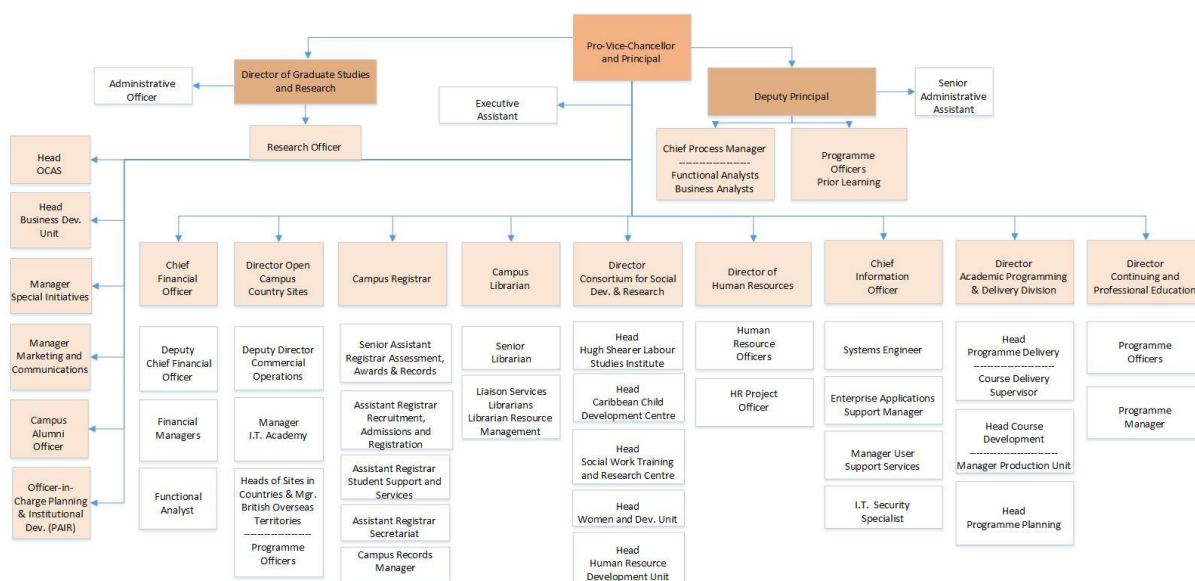 Pro-Vice-Chancellor
and Principal
Director of Graduate Studies
and Research
Administrative
Officer
Research Officer
Executive
Assistant
Deputy Principal
Senior
Administrative
Assistant
Chief Process Manager
----------------------
Functional Analysts
Business Analysts
Programme
Officers
Prior Learning
Head
OCAS
Head
Business Dev.
Unit
Manager
Special Initiatives
Manager
Marketing and
Communications
Campus
Alumni
Officer
Officer-in-
Charge Planning
& Institutional
Dev. (PAIR)
Chief
Financial
Officer
Deputy
Chief Financial
Officer
Financial
Managers
Functional
Analyst
Director Open
Campus
Country Sites
Deputy Director
Commercial
Operations
Manager
I.T. Academy
Heads of Sites in
Countries & Mgr.
British Overseas
Territories
--------------------
Programme
Officers
Campus Registrar
Senior Assistant
Registrar Assessment,
Awards & Records
Assistant Registrar
Recruitment,
Admissions and
Registration
Assistant Registrar
Student Support and
Services
Assistant Registrar
Secretariat
Campus Records
Manager
Campus
Librarian
Senior
Librarian
Liaison Services
Librarians
Librarian Resource
Management
Director
Consortium for Social
Dev. & Research
Head
Hugh Shearer Labour
Studies Institute
Head
Caribbean Child
Development Centre
Head
Social Work Training
and Research Centre
Head
Women and Dev. Unit
Head
Human Resource
Development Unit
Director of
Human Resources
Human
Resource
Officers
HR Project
Officer
Chief
Information
Officer
Systems Engineer
Enterprise Applications
Support Manager
Manager User
Support Services
I.T. Security
Specialist
Director
Academic Programming
& Delivery Division
Head
Programme Delivery
----------------------------
Course Delivery
Supervisor
Head Course
Development
---------------------------
Manager Production Unit
Head
Programme Planning
Director
Continuing and
Professional Education
Programme
Officers
Programme
Manager